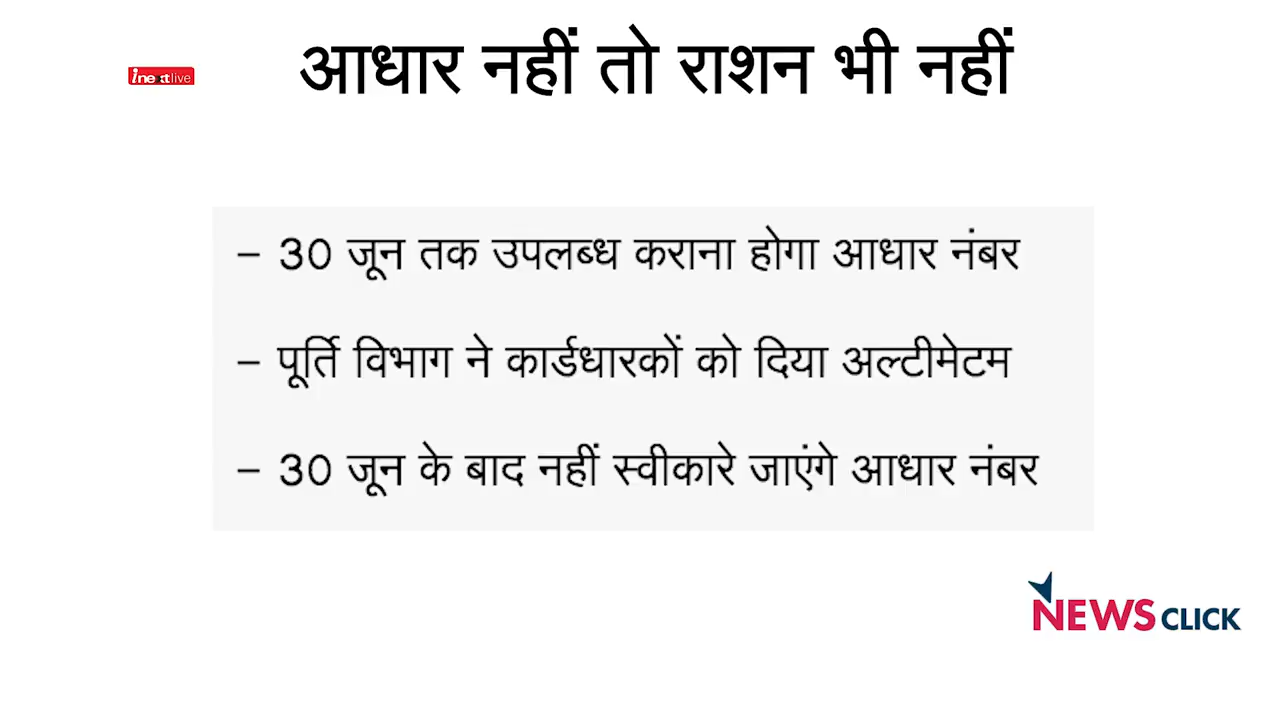 inextlive
आधार नहीं तो राशन भी नहीं
– 30 जून तक उपलब्ध कराना होगा आधार नंबर
– पूर्ति विभाग ने कार्डधारकों को दिया अल्टीमेटम
– 30 जून के बाद नहीं स्वीकारे जाएंगे आधार नंबर
NEWS CLICK